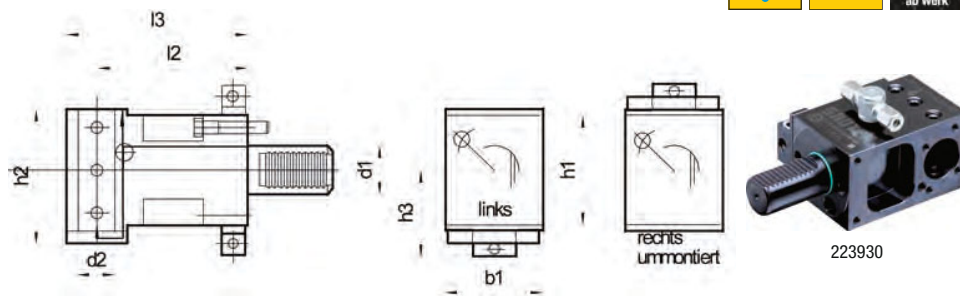 ab Werk
l3
l2
h2
d2
d1
h3
links
b1
h1
rechts
ummontiert
223930